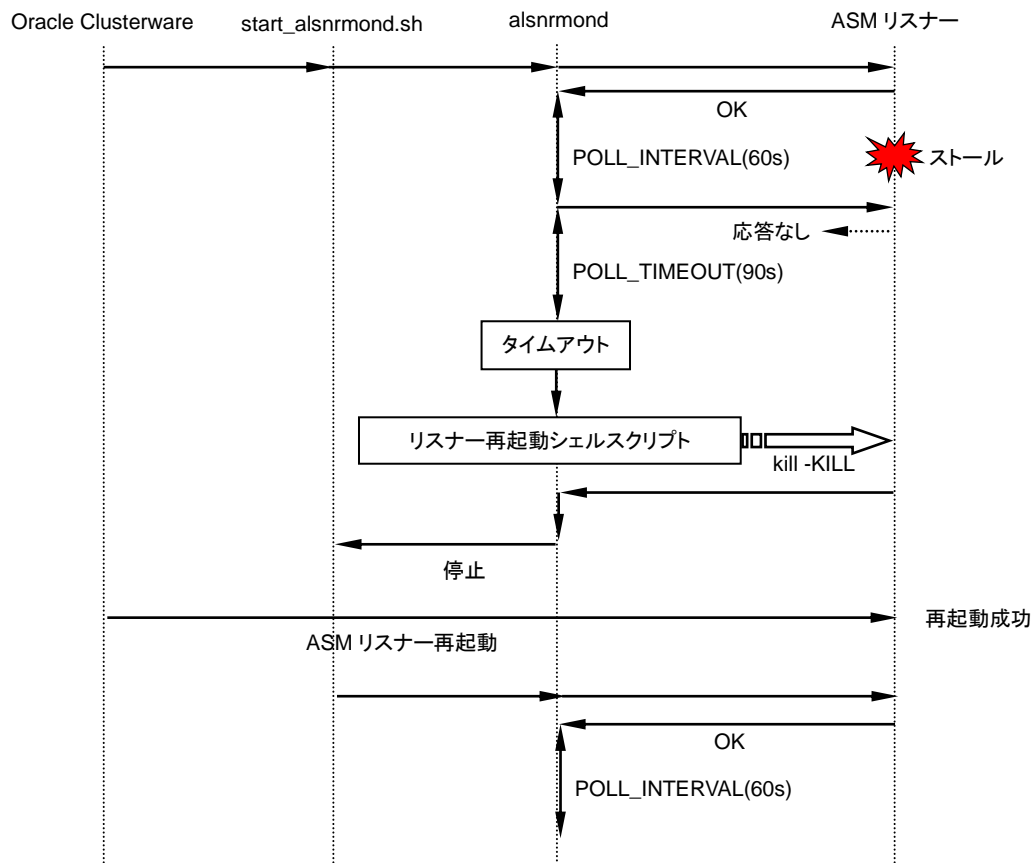 Oracle Clusterware
start_alsnrmond.sh
alsnrmond
ASM リスナー
OK
POLL_INTERVAL(60s)
ストール
応答なし
POLL_TIMEOUT(90s)
タイムアウト
リスナー再起動シェルスクリプト
kill -KILL
停止
再起動成功
ASM リスナー再起動
OK
POLL_INTERVAL(60s)